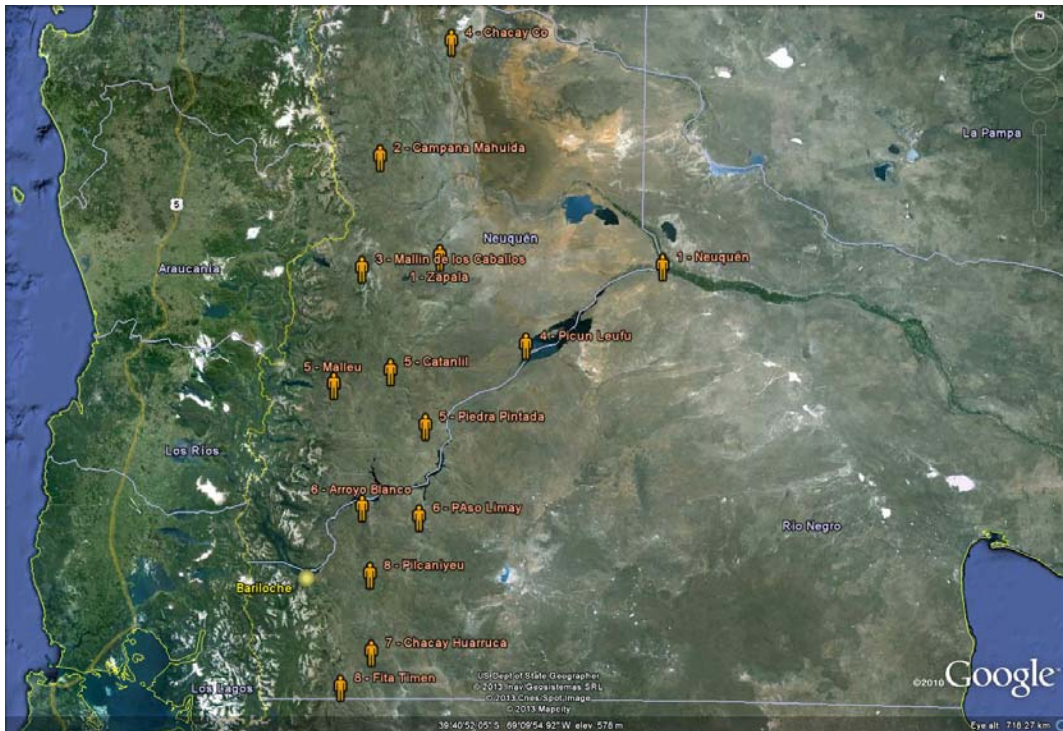 N
4 - Chacay Co
La Pampa
2 - Campana Mahuida
5
Neuquén
Araucanía
3 - Mallin de los Caballos
1 - Zapala
1 - Neuquén
4 - Picun Leufu
5 - Catanlil
5 - Malleu
5 - Piedra Pintada
Los Ríos
6 - Arroyo Blanco
6 - PAso Limay
Río Negro
8 - Pilcaniyeu
Bariloche
7 - Chacay Huarruca
8 - Fita Timen
Los Lagos
US Dept of State Geographer
© 2013 Inav/Geosistemas SRL
© 2013 Cnes/Spot Image
© 2013 Mapcity
©2010 Google
39°40'52.05" S 69°09'54.92" W elev 578 m
Eye alt 718.27 km